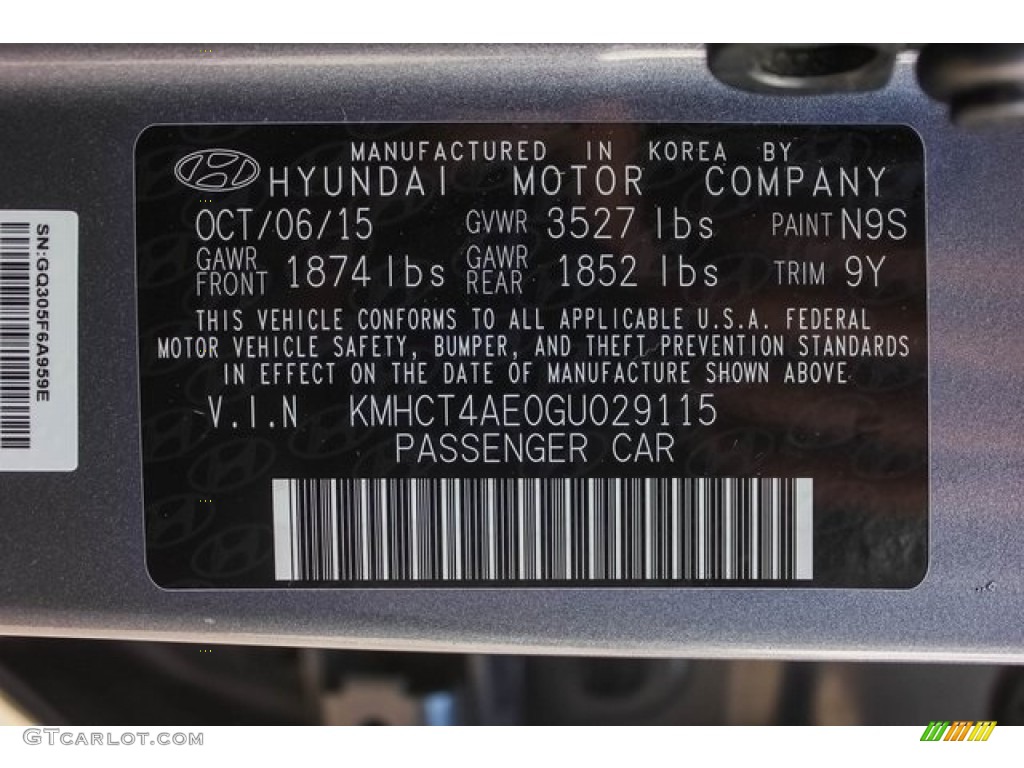 MANUFACTURED IN KOREA BY
HYUNDAI MOTOR COMPANY
OCT/06/15 GVWR 3527 lbs PAINT N9S
GAWR FRONT 1874 lbs GAWR REAR 1852 lbs TRIM 9Y
THIS VEHICLE CONFORMS TO ALL APPLICABLE U.S.A. FEDERAL
MOTOR VEHICLE SAFETY, BUMPER, AND THEFT PREVENTION STANDARDS
IN EFFECT ON THE DATE OF MANUFACTURE SHOWN ABOVE
V.I.N KMHCT4AE0GU029115
PASSENGER CAR
SN:GQ305F6A959E
GTCARLOT.COM